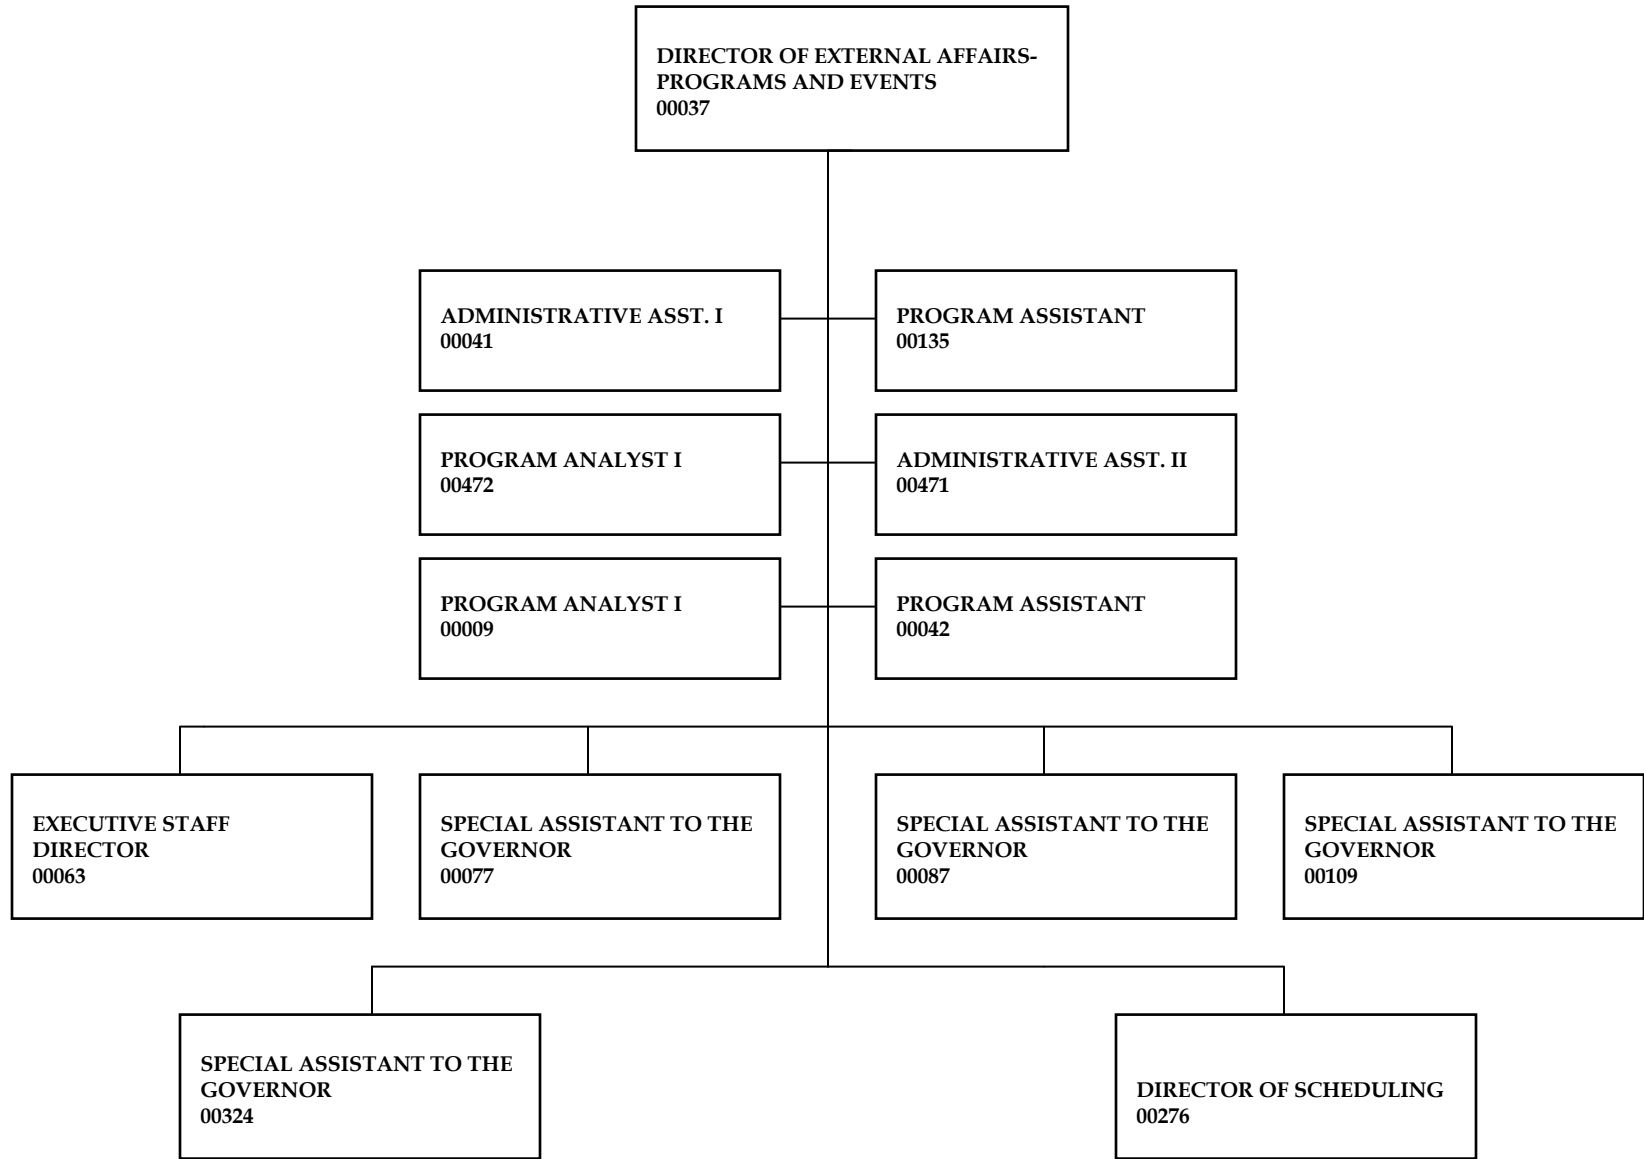 DIRECTOR OF EXTERNAL AFFAIRS-
PROGRAMS AND EVENTS
00037
ADMINISTRATIVE ASST. I
00041
PROGRAM ASSISTANT
00135
PROGRAM ANALYST I
00472
ADMINISTRATIVE ASST. II
00471
PROGRAM ANALYST I
00009
PROGRAM ASSISTANT
00042
EXECUTIVE STAFF
DIRECTOR
00063
SPECIAL ASSISTANT TO THE
GOVERNOR
00077
SPECIAL ASSISTANT TO THE
GOVERNOR
00087
SPECIAL ASSISTANT TO THE
GOVERNOR
00109
SPECIAL ASSISTANT TO THE
GOVERNOR
00324
DIRECTOR OF SCHEDULING
00276